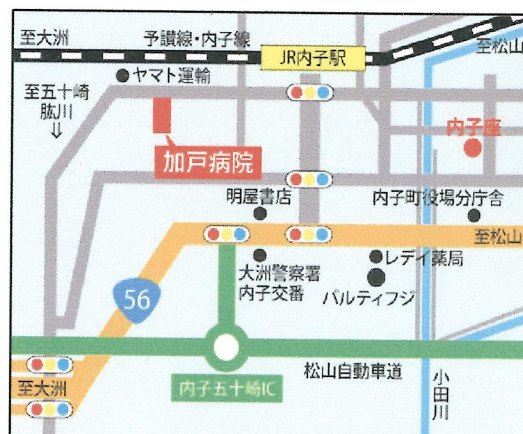 至大洲
予讃線・内子線
JR内子駅
至松山
ヤマト運輸
至五十崎
肱川
⇩
内子座
加戸病院
明屋書店
内子町役場分庁舎
至松山
大洲警察署
内子交番
レデイ薬局
パルティフジ
56
松山自動車道
至大洲
内子五十崎IC
小田川